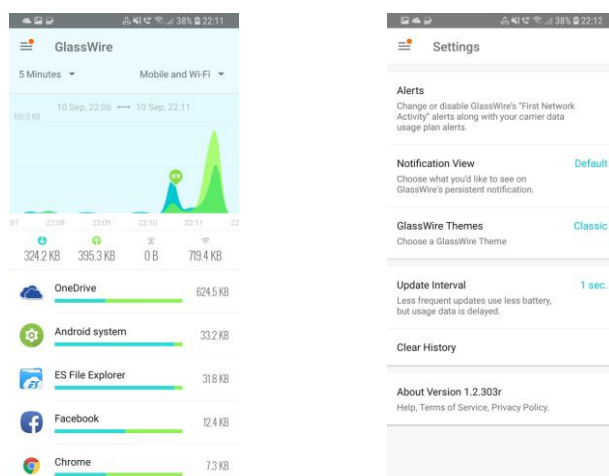 38% 22:11
GlassWire
5 Minutes Mobile and Wi-Fi
10 Sep, 22:06 10 Sep, 22:11
22:08 22:09 22:10 22:11 22
324.2 KB 395.3 KB 0 B 719.4 KB
OneDrive 624.5 KB
Android system 33.2 KB
ES File Explorer 31.8 KB
Facebook 12.4 KB
Chrome 7.3 KB
38% 22:12
Settings
Alerts
Change or disable GlassWire's "First Network
Activity" alerts along with your carrier data
usage plan alerts.
Notification View Default
Choose what you'd like to see on
GlassWire's persistent notification.
GlassWire Themes Classic
Choose a GlassWire Theme
Update Interval 1 sec.
Less frequent updates use less battery,
but usage data is delayed.
Clear History
About Version 1.2.303r
Help, Terms of Service, Privacy Policy.